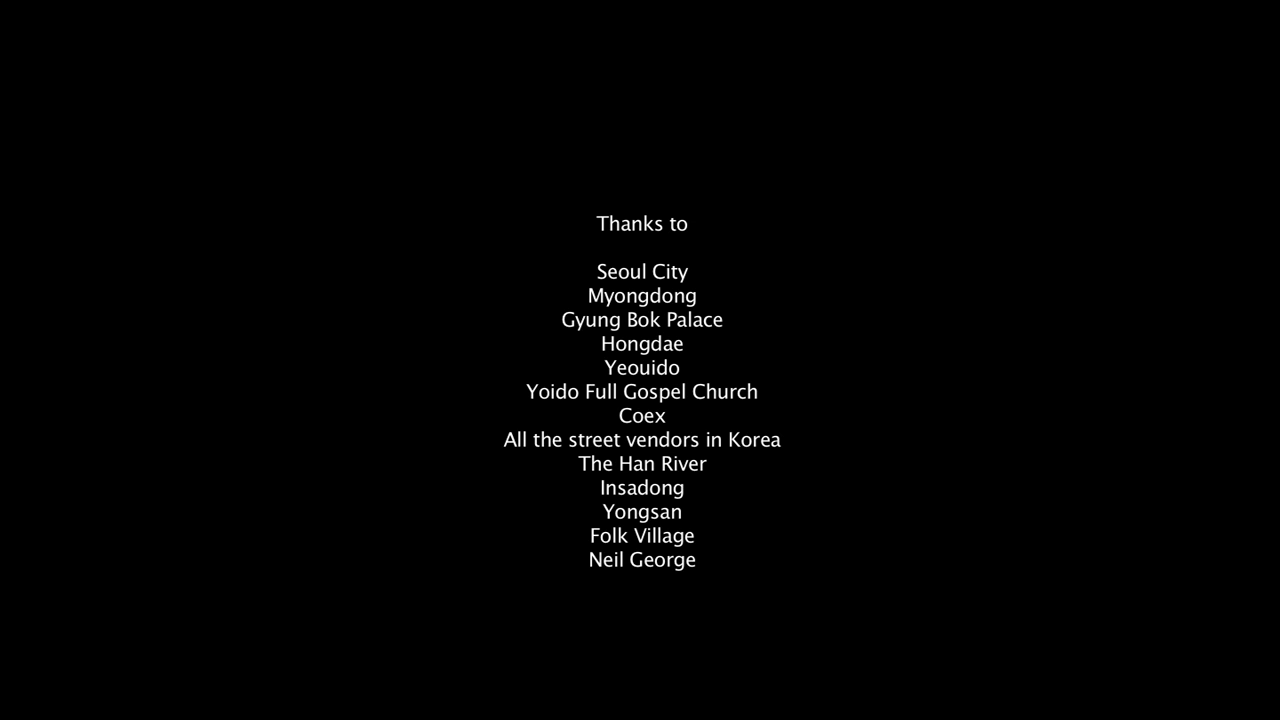 Thanks to
Seoul City
Myongdong
Gyung Bok Palace
Hongdae
Yeouido
Yoido Full Gospel Church
Coex
All the street vendors in Korea
The Han River
Insadong
Yongsan
Folk Village
Neil George